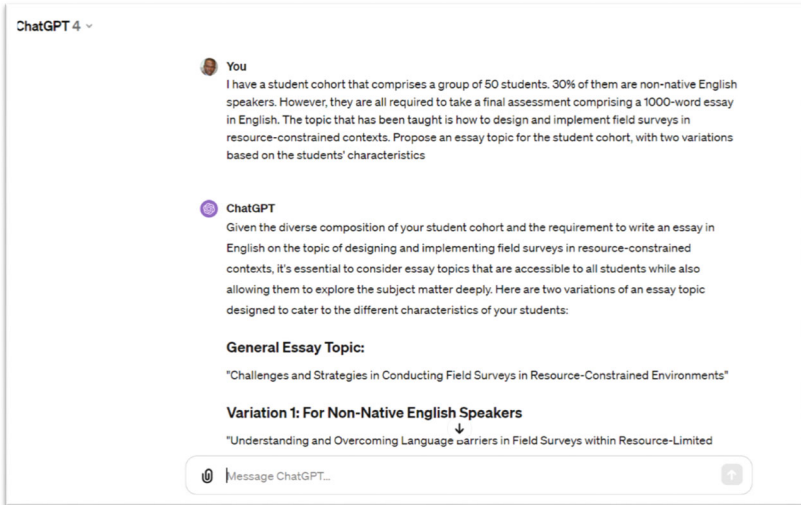 ChatGPT 4
You
I have a student cohort that comprises a group of 50 students. 30% of them are non-native English
speakers. However, they are all required to take a final assessment comprising a 1000-word essay
in English. The topic that has been taught is how to design and implement field surveys in
resource-constrained contexts. Propose an essay topic for the student cohort, with two variations
based on the students' characteristics
ChatGPT
Given the diverse composition of your student cohort and the requirement to write an essay in
English on the topic of designing and implementing field surveys in resource-constrained
contexts, it's essential to consider essay topics that are accessible to all students while also
allowing them to explore the subject matter deeply. Here are two variations of an essay topic
designed to cater to the different characteristics of your students:
General Essay Topic:
"Challenges and Strategies in Conducting Field Surveys in Resource-Constrained Environments"
Variation 1: For Non-Native English Speakers
"Understanding and Overcoming Language Barriers in Field Surveys within Resource-Limited
Message ChatGPT...